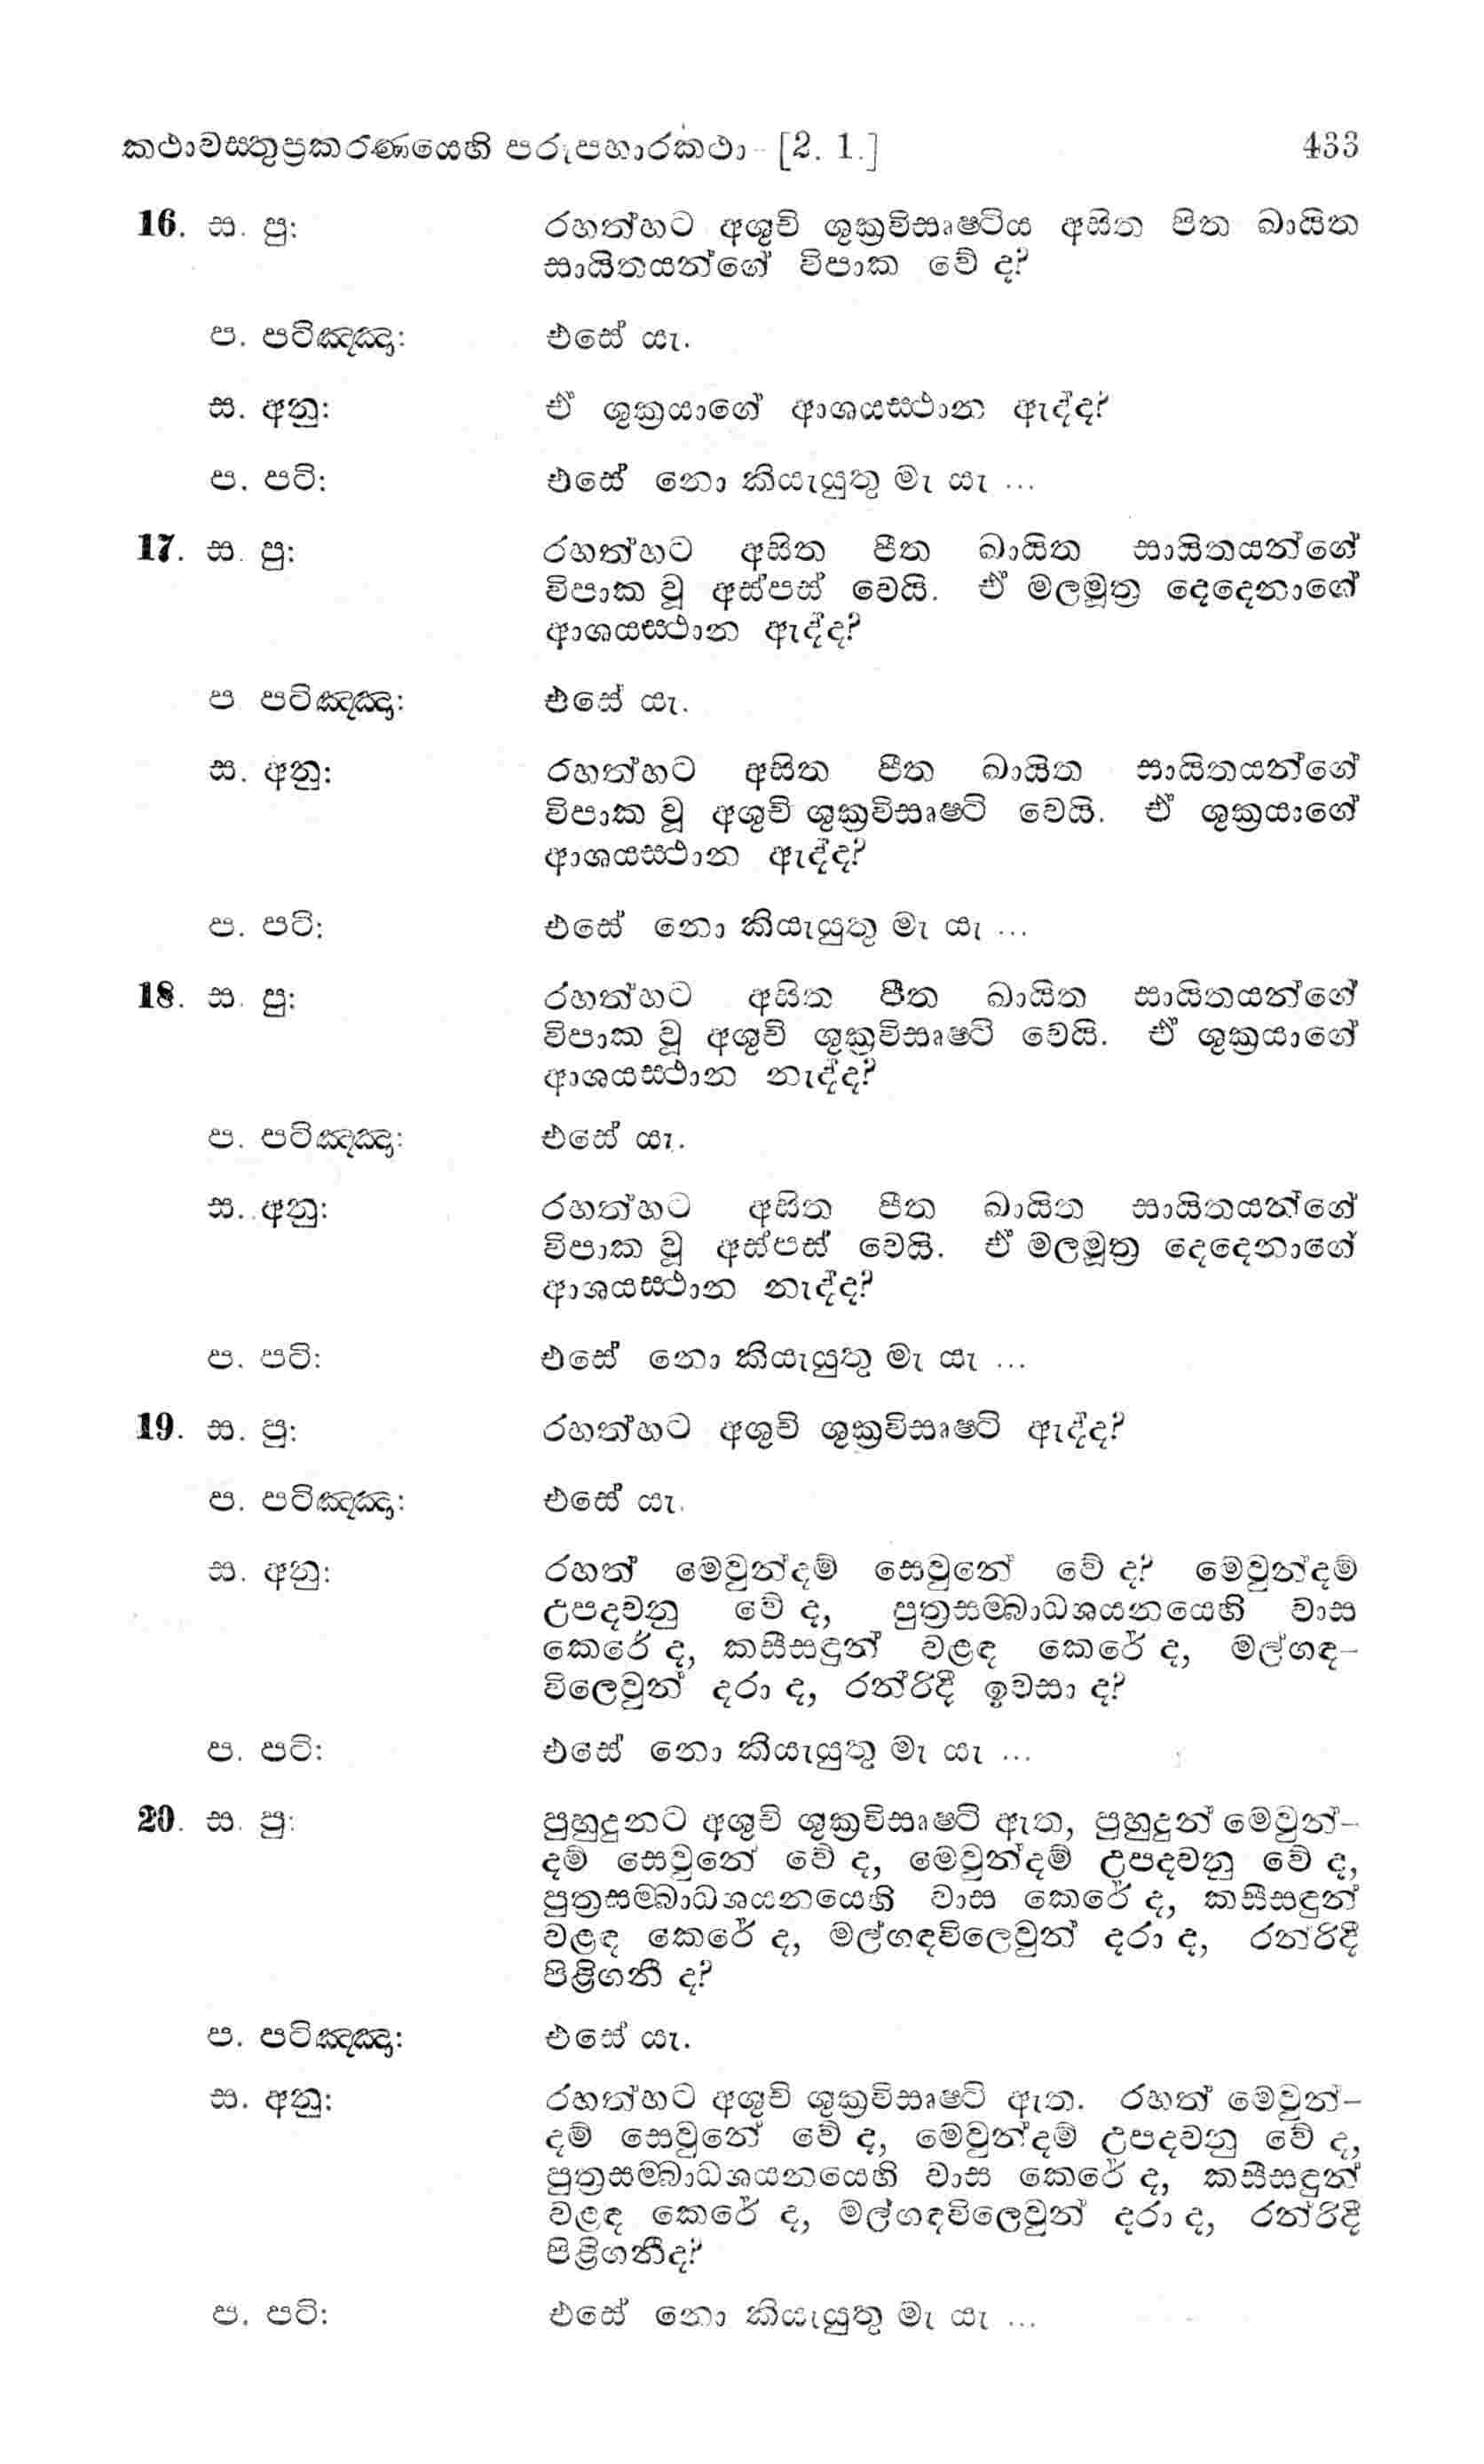 කථාවස්තුප්‍රකරණයෙහි පරූපහාරකථා - [2. 1.] 433
16. ස. පු: රහත්හට අශුචි ශුක්‍රවිසෘෂ්ටිය අසිත පීත ඛායිත
සායිතයන්ගේ විපාක වේ ද?
ප. පටිඤ්ඤා: එසේ යැ.
ස. අනු: ඒ ශුක්‍රයාගේ ආශයස්ථාන ඇද්ද?
ප. පටි: එසේ නො කියැයුතු මැ යැ ...
17. ස. පු: රහත්හට අසිත පීත ඛායිත සායිතයන්ගේ
විපාක වූ අස්පස් වෙයි. ඒ මලමූත්‍ර දෙදෙනාගේ
ආශයස්ථාන ඇද්ද?
ප පටිඤ්ඤා: එසේ යැ.
ස. අනු: රහත්හට අසිත පීත ඛායිත සායිතයන්ගේ
විපාක වූ අශුචි ශුක්‍රවිසෘෂ්ටි වෙයි. ඒ ශුක්‍රයාගේ
ආශයස්ථාන ඇද්ද?
ප. පටි: එසේ නො කියැයුතු මැ යැ ...
18. ස. පු: රහත්හට අසිත පීත ඛායිත සායිතයන්ගේ
විපාක වූ අශුචි ශුක්‍රවිසෘෂ්ටි වෙයි. ඒ ශුක්‍රයාගේ
ආශයස්ථාන නැද්ද?
ප. පටිඤ්ඤා: එසේ යැ.
ස. අනු: රහත්හට අසිත පීත ඛායිත සායිතයන්ගේ
විපාක වූ අස්පස් වෙයි. ඒ මලමූත්‍ර දෙදෙනාගේ
ආශයස්ථාන නැද්ද?
ප. පටි: එසේ නො කියැයුතු මැ යැ ...
19. ස. පු: රහත්හට අශුචි ශුක්‍රවිසෘෂ්ටි ඇද්ද?
ප. පටිඤ්ඤා: එසේ යැ.
ස. අනු: රහත් මෙවුන්දම් සෙවුනේ වේ ද? මෙවුන්දම්
උපදවනු වේ ද, පුත්‍රසම්බාධශයනයෙහි වාස
කෙරේ ද, කසීසඳුන් වළඳ කෙරේ ද, මල්ගඳ-
විලෙවුන් දරා ද, රන්රිදී ඉවසා ද?
ප. පටි: එසේ නො කියැයුතු මැ යැ ...
20. ස. පු: පුහුදුනට අශුචි ශුක්‍රවිසෘෂ්ටි ඇත, පුහුදුන් මෙවුන්-
දම් සෙවුනේ වේ ද, මෙවුන්දම් උපදවනු වේ ද,
පුත්‍රසම්බාධශයනයෙහි වාස කෙරේ ද, කසීසඳුන්
වළඳ කෙරේ ද, මල්ගඳවිලෙවුන් දරා ද, රන්රිදී
පිළිගනී ද?
ප. පටිඤ්ඤා: එසේ යැ.
ස. අනු: රහත්හට අශුචි ශුක්‍රවිසෘෂ්ටි ඇත. රහත් මෙවුන්-
දම් සෙවුනේ වේ ද, මෙවුන්දම් උපදවනු වේ ද,
පුත්‍රසම්බාධශයනයෙහි වාස කෙරේ ද, කසීසඳුන්
වළඳ කෙරේ ද, මල්ගඳවිලෙවුන් දරා ද, රන්රිදී
පිළිගනීද?
ප. පටි: එසේ නො කියැයුතු මැ යැ ...